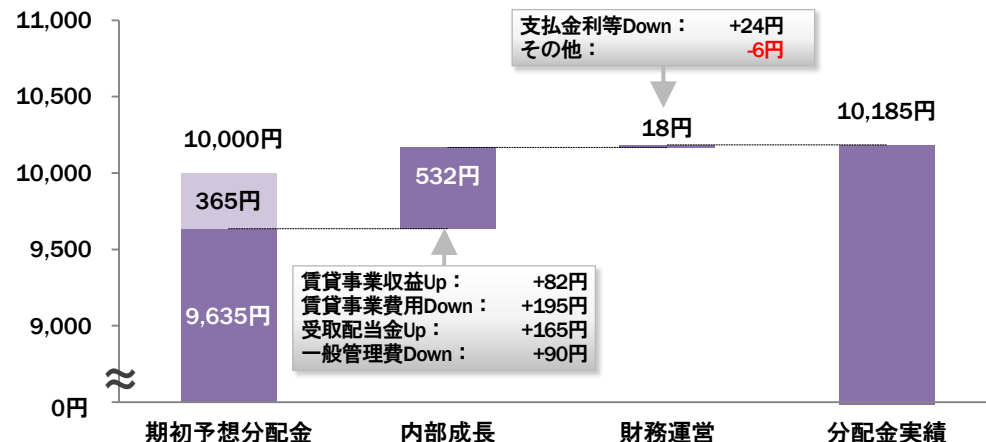 11,000
10,500
10,000
9,500
9,000
0円
支払金利等Down： +24円
その他： -6円
10,000円
365円
9,635円
532円
18円
10,185円
賃貸事業収益Up： +82円
賃貸事業費用Down： +195円
受取配当金Up： +165円
一般管理費Down： +90円
期初予想分配金
内部成長
財務運営
分配金実績